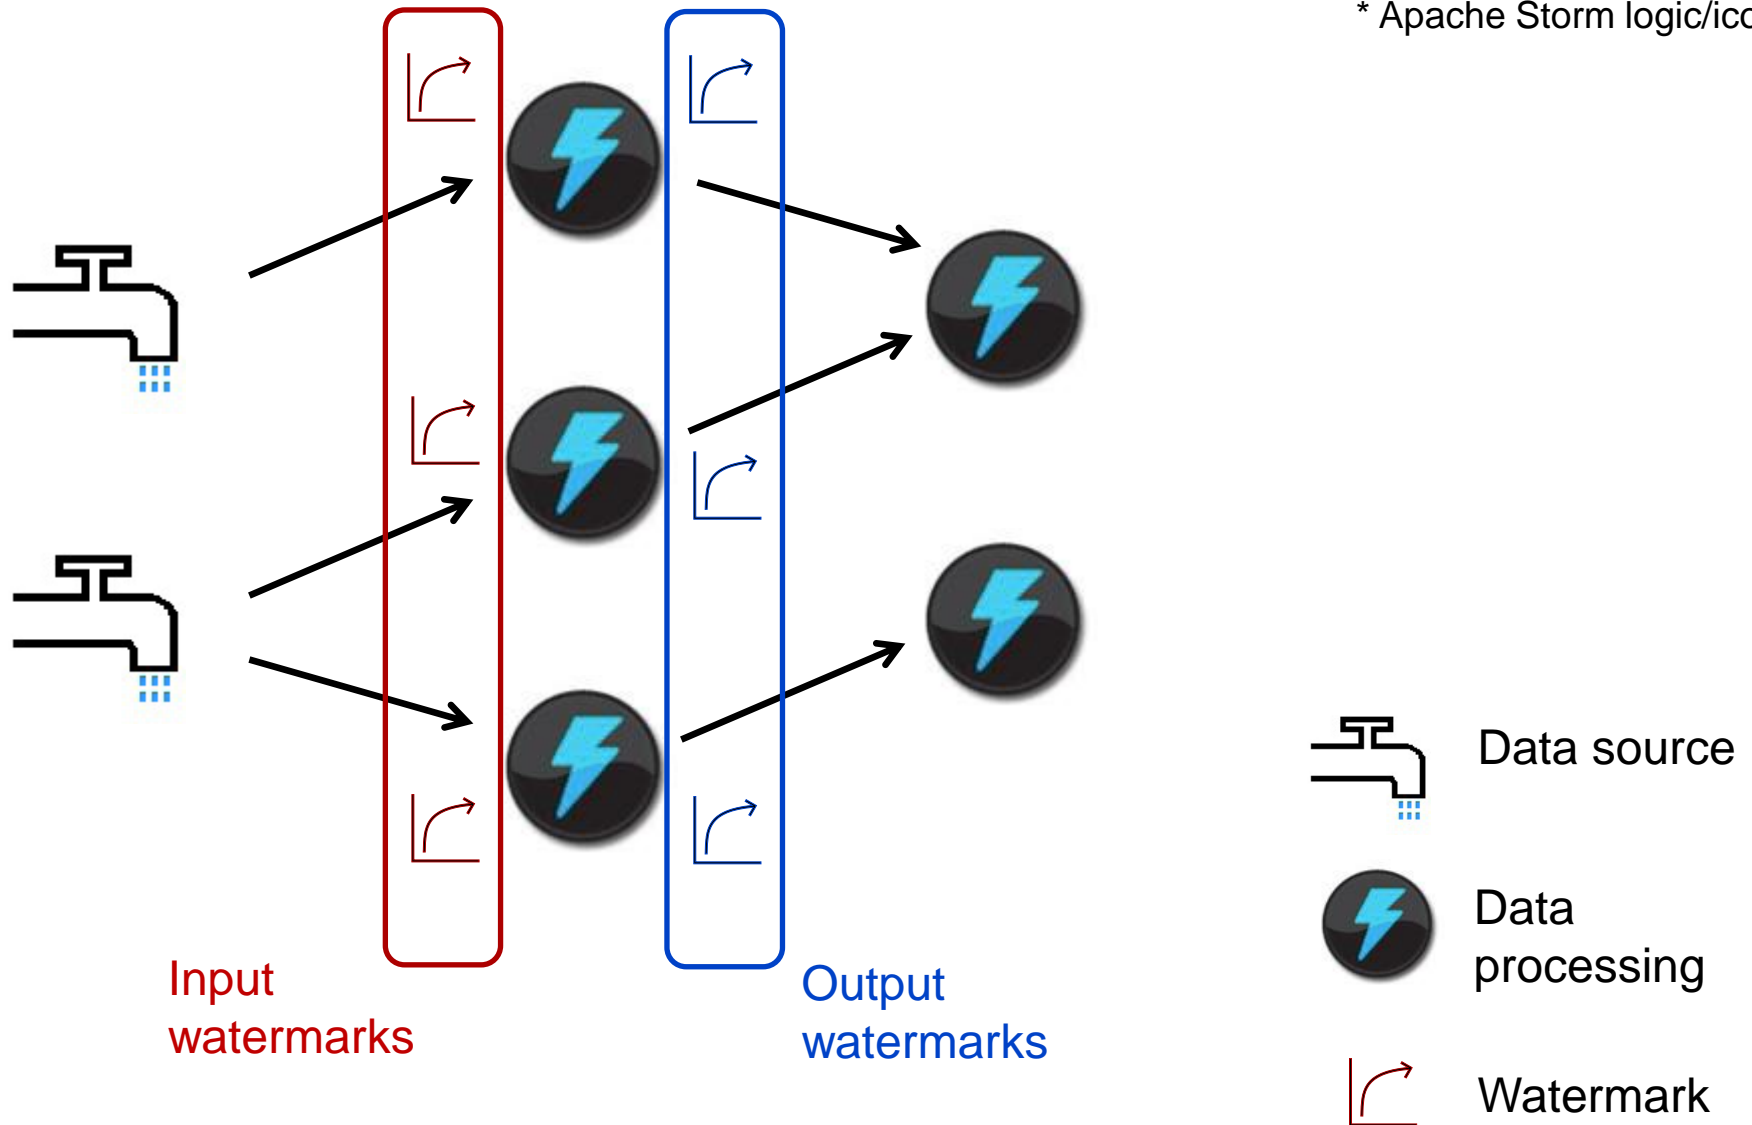 * Apache Storm logic/ico
Data source
Data
processing
Input
watermarks
Output
watermarks
Watermark